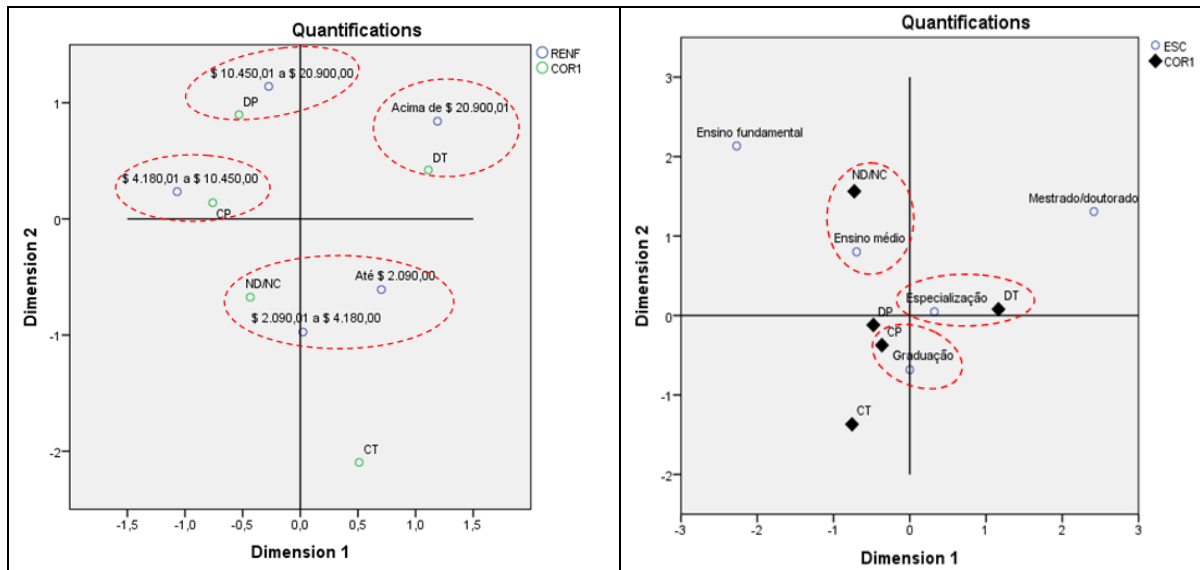 Quantifications
RENF
COR1
$ 10.450,01 a $ 20.900,00
DP
Acima de $ 20.900,01
DT
$ 4.180,01 a $ 10.450,00
CP
ND/NC
Até $ 2.090,00
$ 2.090,01 a $ 4.180,00
CT
Dimension 2
1
0
-1
-2
-1,5
-1,0
-0,5
0,0
0,5
1,0
1,5
Dimension 1
Quantifications
ESC
COR1
Ensino fundamental
ND/NC
Mestrado/doutorado
Ensino médio
Especialização
DT
DP
CP
Graduação
CT
Dimension 2
3
2
1
0
-1
-2
-3
-2
-1
0
1
2
3
Dimension 1